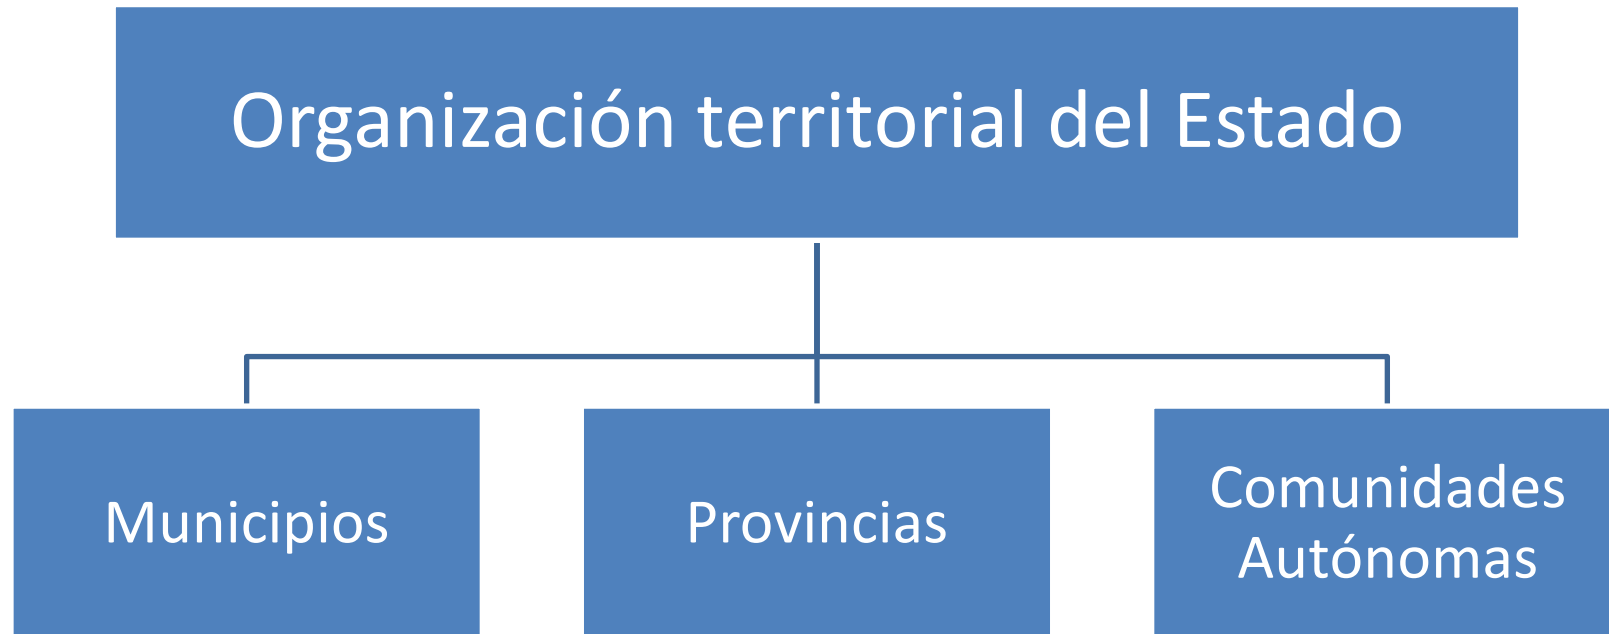 Organización territorial del Estado
Municipios
Provincias
Comunidades
Autónomas